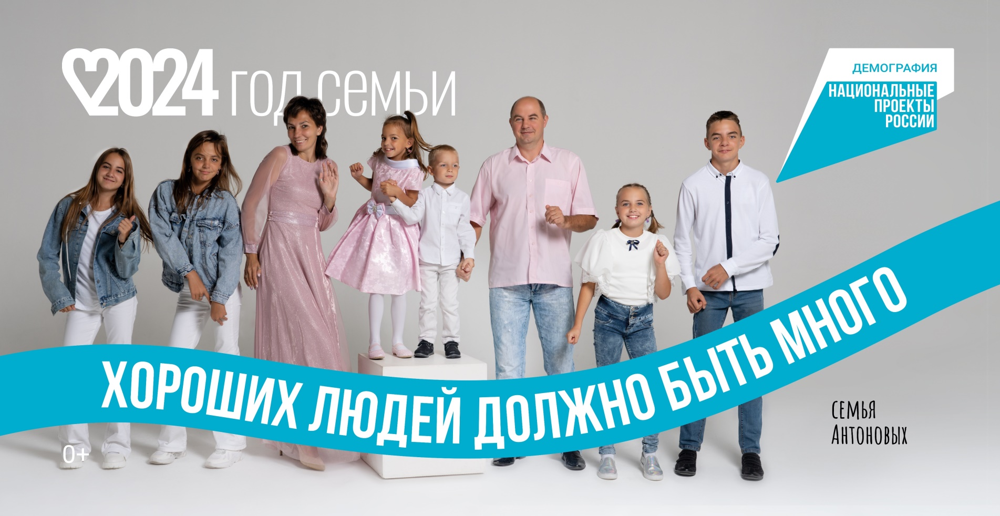 2024 год семьи
ДЕМОГРАФИЯ
НАЦИОНАЛЬНЫЕ
ПРОЕКТЫ
РОССИИ
ХОРОШИХ ЛЮДЕЙ ДОЛЖНО БЫТЬ МНОГО
семья
Антоновых
0+